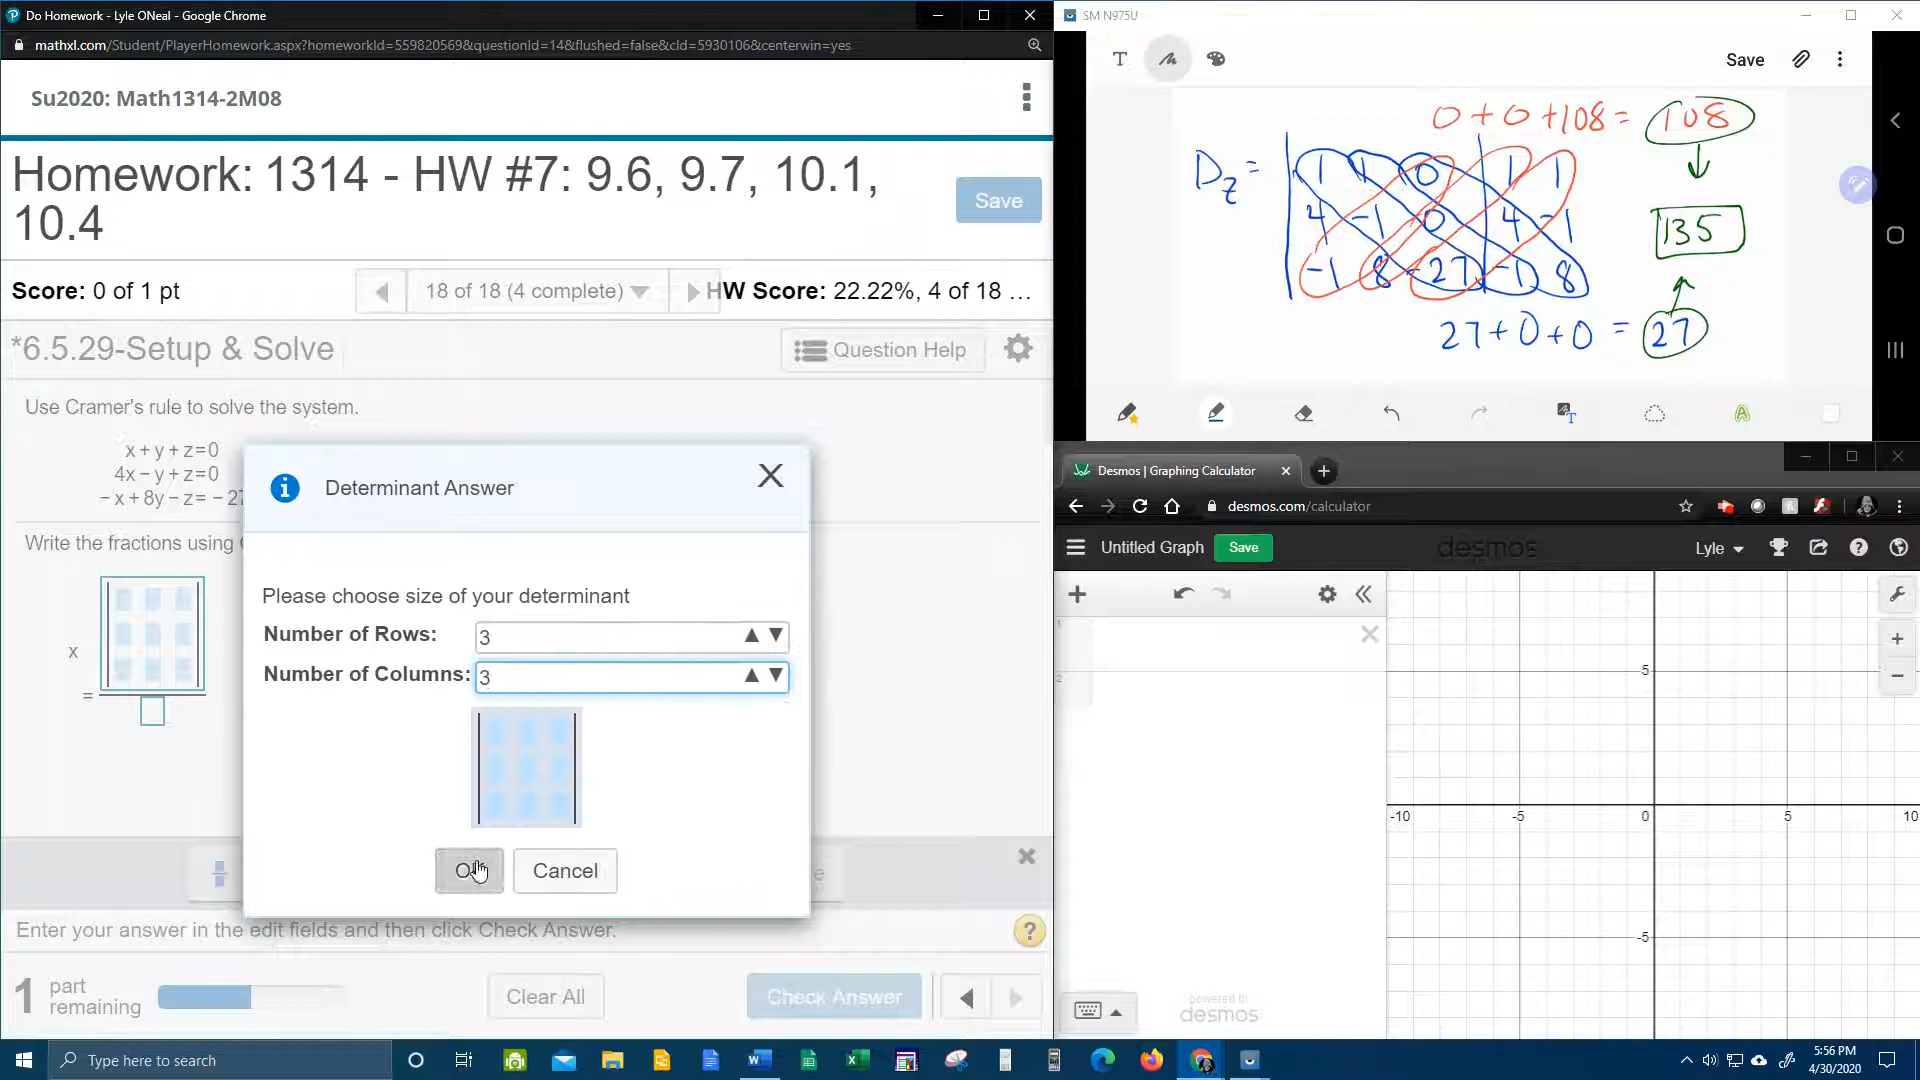 Do Homework - Lyle ONeal - Google Chrome
mathxl.com/Student/PlayerHomework.aspx?homeworkId=559820569&questionId=14&flushed=false&cId=5930106&centerwin=yes
Su2020: Math1314-2M08
Homework: 1314 - HW #7: 9.6, 9.7, 10.1,
10.4
Save
Score: 0 of 1 pt
18 of 18 (4 complete)
HW Score: 22.22%, 4 of 18 ...
*6.5.29-Setup & Solve
Question Help
Use Cramer's rule to solve the system.
x + y + z = 0
4x − y + z = 0
− x + 8y − z = − 27
Write the fractions using
x
=
Determinant Answer
Please choose size of your determinant
Number of Rows: 3
Number of Columns: 3
Cancel
Enter your answer in the edit fields and then click Check Answer.
?
1 part
remaining
Clear All
Check Answer
Type here to search
SM N975U
T
Save
0 + 0 + 108 = 108
Dz =
1 1 0 1 1
4 -1 0 4 -1
-1 8 -27 -1 8
135
27 + 0 + 0 = 27
Desmos | Graphing Calculator
desmos.com/calculator
Untitled Graph
Save
desmos
Lyle
1
2
5
-10
-5
0
5
10
-5
powered by
desmos
5:56 PM
4/30/2020